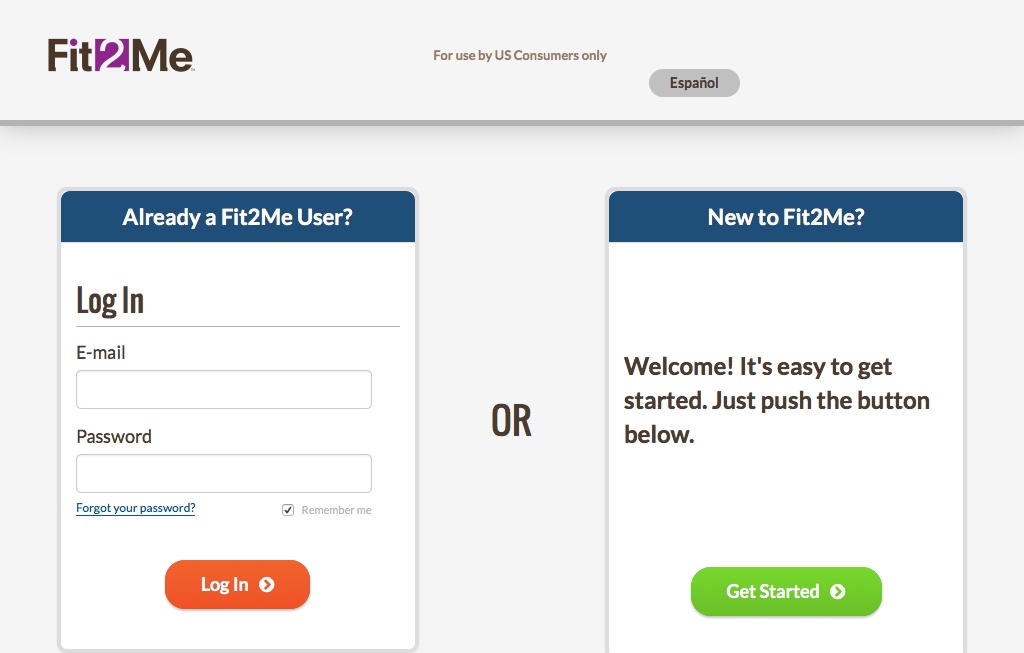 Fit2Me
For use by US Consumers only
Español
Already a Fit2Me User?
Log In
E-mail
Password
Forgot your password?
Remember me
Log In
OR
New to Fit2Me?
Welcome! It's easy to get
started. Just push the button
below.
Get Started